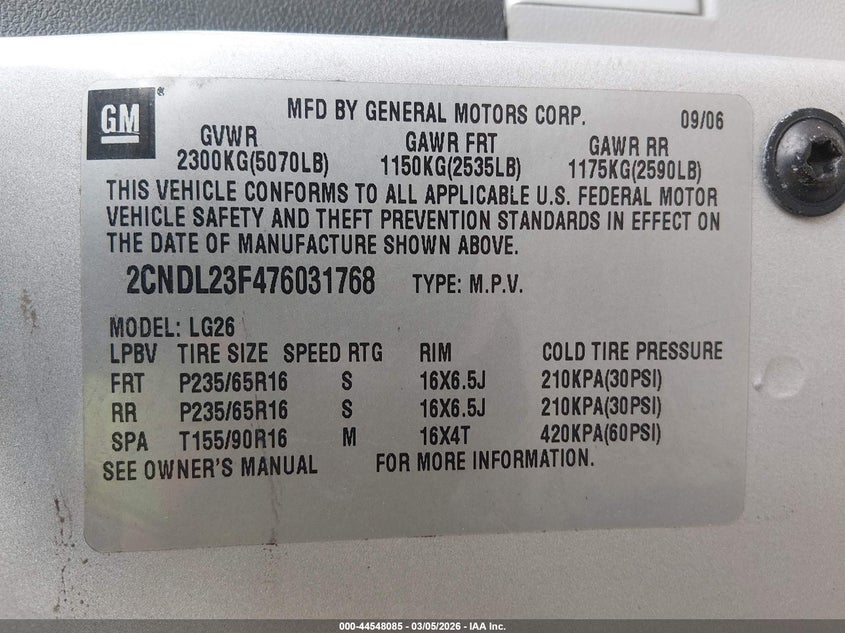 GM ®
MFD BY GENERAL MOTORS CORP. 09/06
GVWR GAWR FRT GAWR RR
2300KG(5070LB) 1150KG(2535LB) 1175KG(2590LB)
THIS VEHICLE CONFORMS TO ALL APPLICABLE U.S. FEDERAL MOTOR
VEHICLE SAFETY AND THEFT PREVENTION STANDARDS IN EFFECT ON
THE DATE OF MANUFACTURE SHOWN ABOVE.
2CNDL23F476031768 TYPE: M.P.V.
MODEL: LG26
LPBV TIRE SIZE SPEED RTG RIM COLD TIRE PRESSURE
FRT P235/65R16 S 16X6.5J 210KPA(30PSI)
RR P235/65R16 S 16X6.5J 210KPA(30PSI)
SPA T155/90R16 M 16X4T 420KPA(60PSI)
SEE OWNER'S MANUAL FOR MORE INFORMATION.
000-44548085 — 03/05/2026 — IAA Inc.